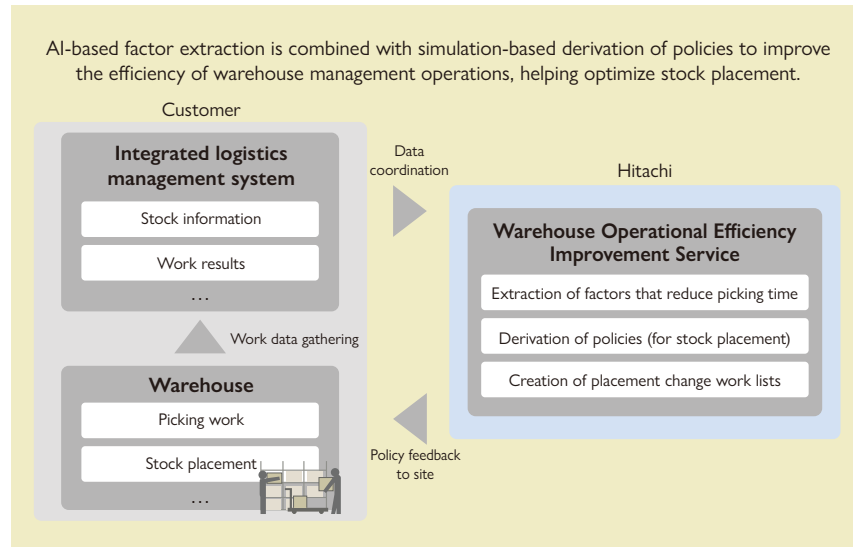 AI-based factor extraction is combined with simulation-based derivation of policies to improve
the efficiency of warehouse management operations, helping optimize stock placement.
Customer
Integrated logistics
management system
Stock information
Work results
…
Work data gathering
Warehouse
Picking work
Stock placement
…
Data
coordination
Policy feedback
to site
Hitachi
Warehouse Operational Efficiency
Improvement Service
Extraction of factors that reduce picking time
Derivation of policies (for stock placement)
Creation of placement change work lists